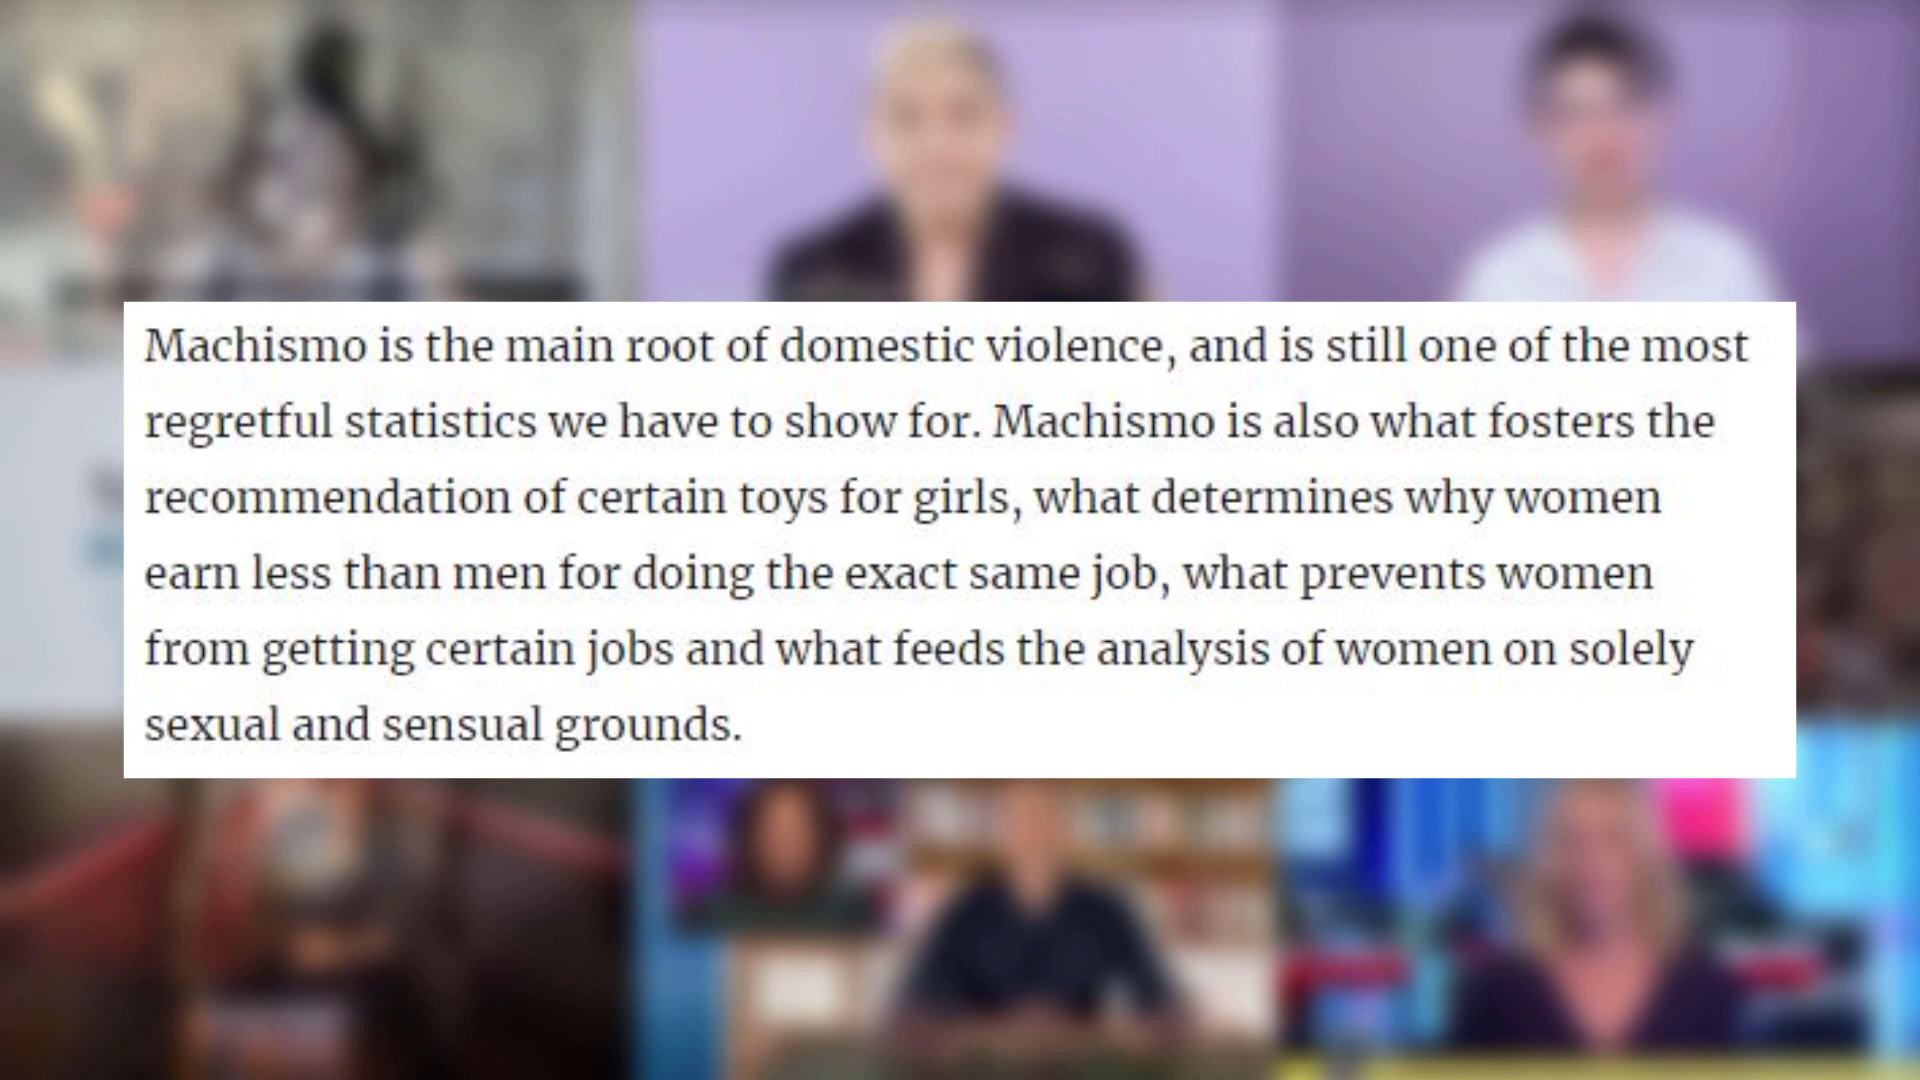 Machismo is the main root of domestic violence, and is still one of the most
regretful statistics we have to show for. Machismo is also what fosters the
recommendation of certain toys for girls, what determines why women
earn less than men for doing the exact same job, what prevents women
from getting certain jobs and what feeds the analysis of women on solely
sexual and sensual grounds.